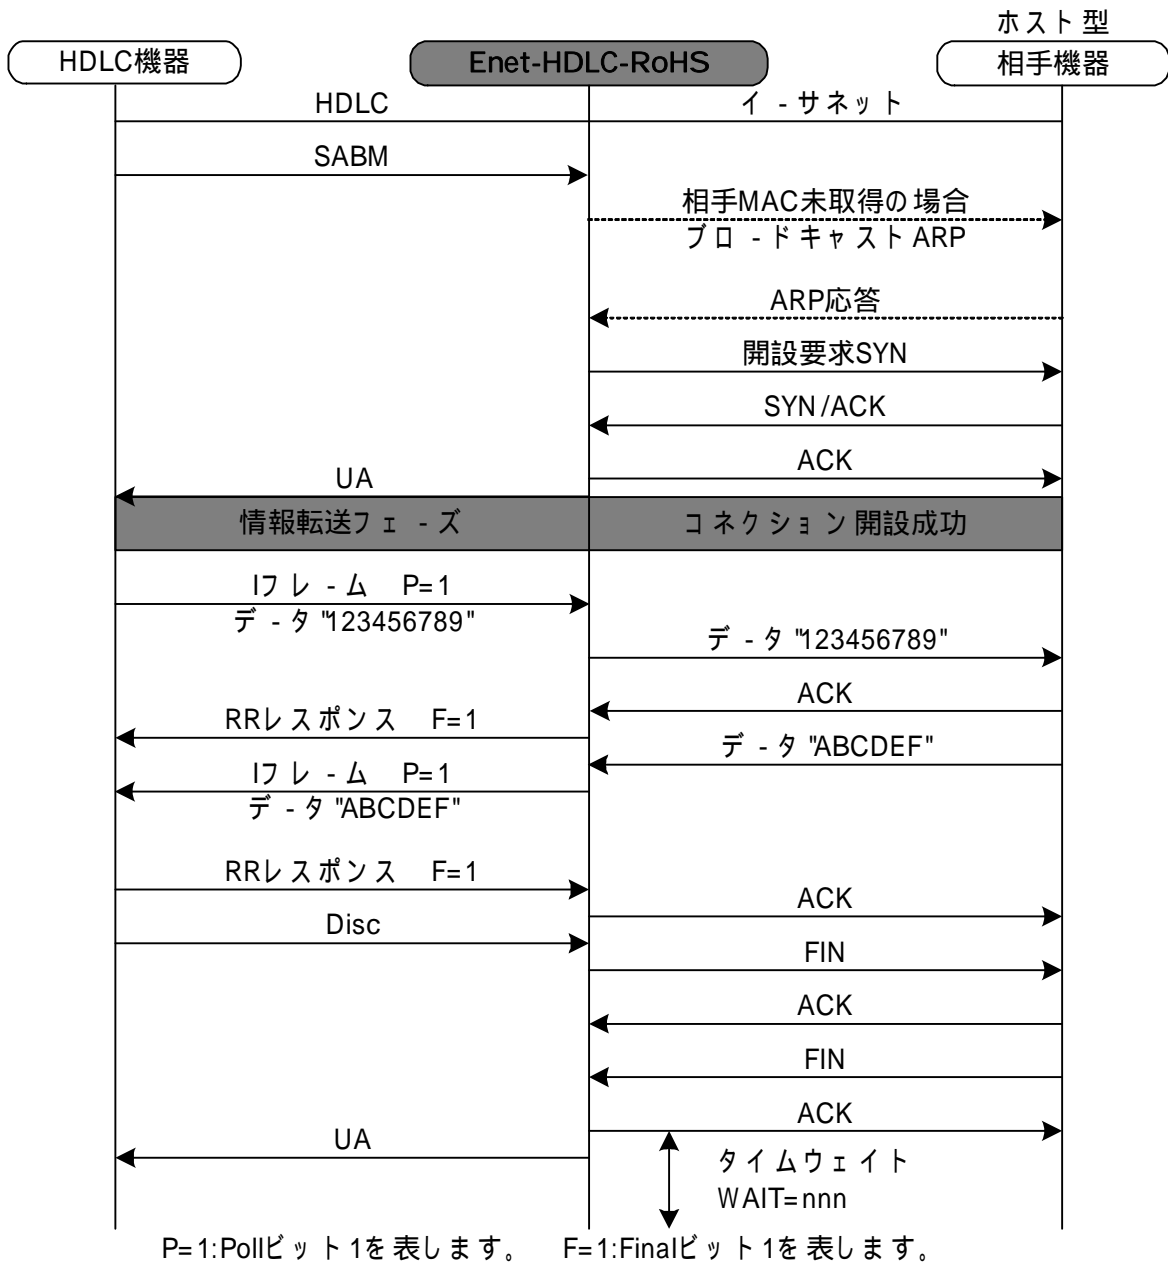 ホスト型
HDLC機器
Enet-HDLC-RoHS
相手機器
HDLC
イ-サネット
SABM
相手MAC未取得の場合
ブロ-ドキャストARP
ARP応答
開設要求SYN
SYN/ACK
ACK
UA
情報転送フェ-ズ
コネクション開設成功
Iフレ-ム P=1
デ-タ"123456789"
デ-タ"123456789"
ACK
RRレスポンス F=1
デ-タ"ABCDEF"
Iフレ-ム P=1
デ-タ"ABCDEF"
RRレスポンス F=1
ACK
Disc
FIN
ACK
FIN
ACK
UA
タイムウェイト
WAIT=nnn
P=1:Pollビット1を表します。 F=1:Finalビット1を表します。